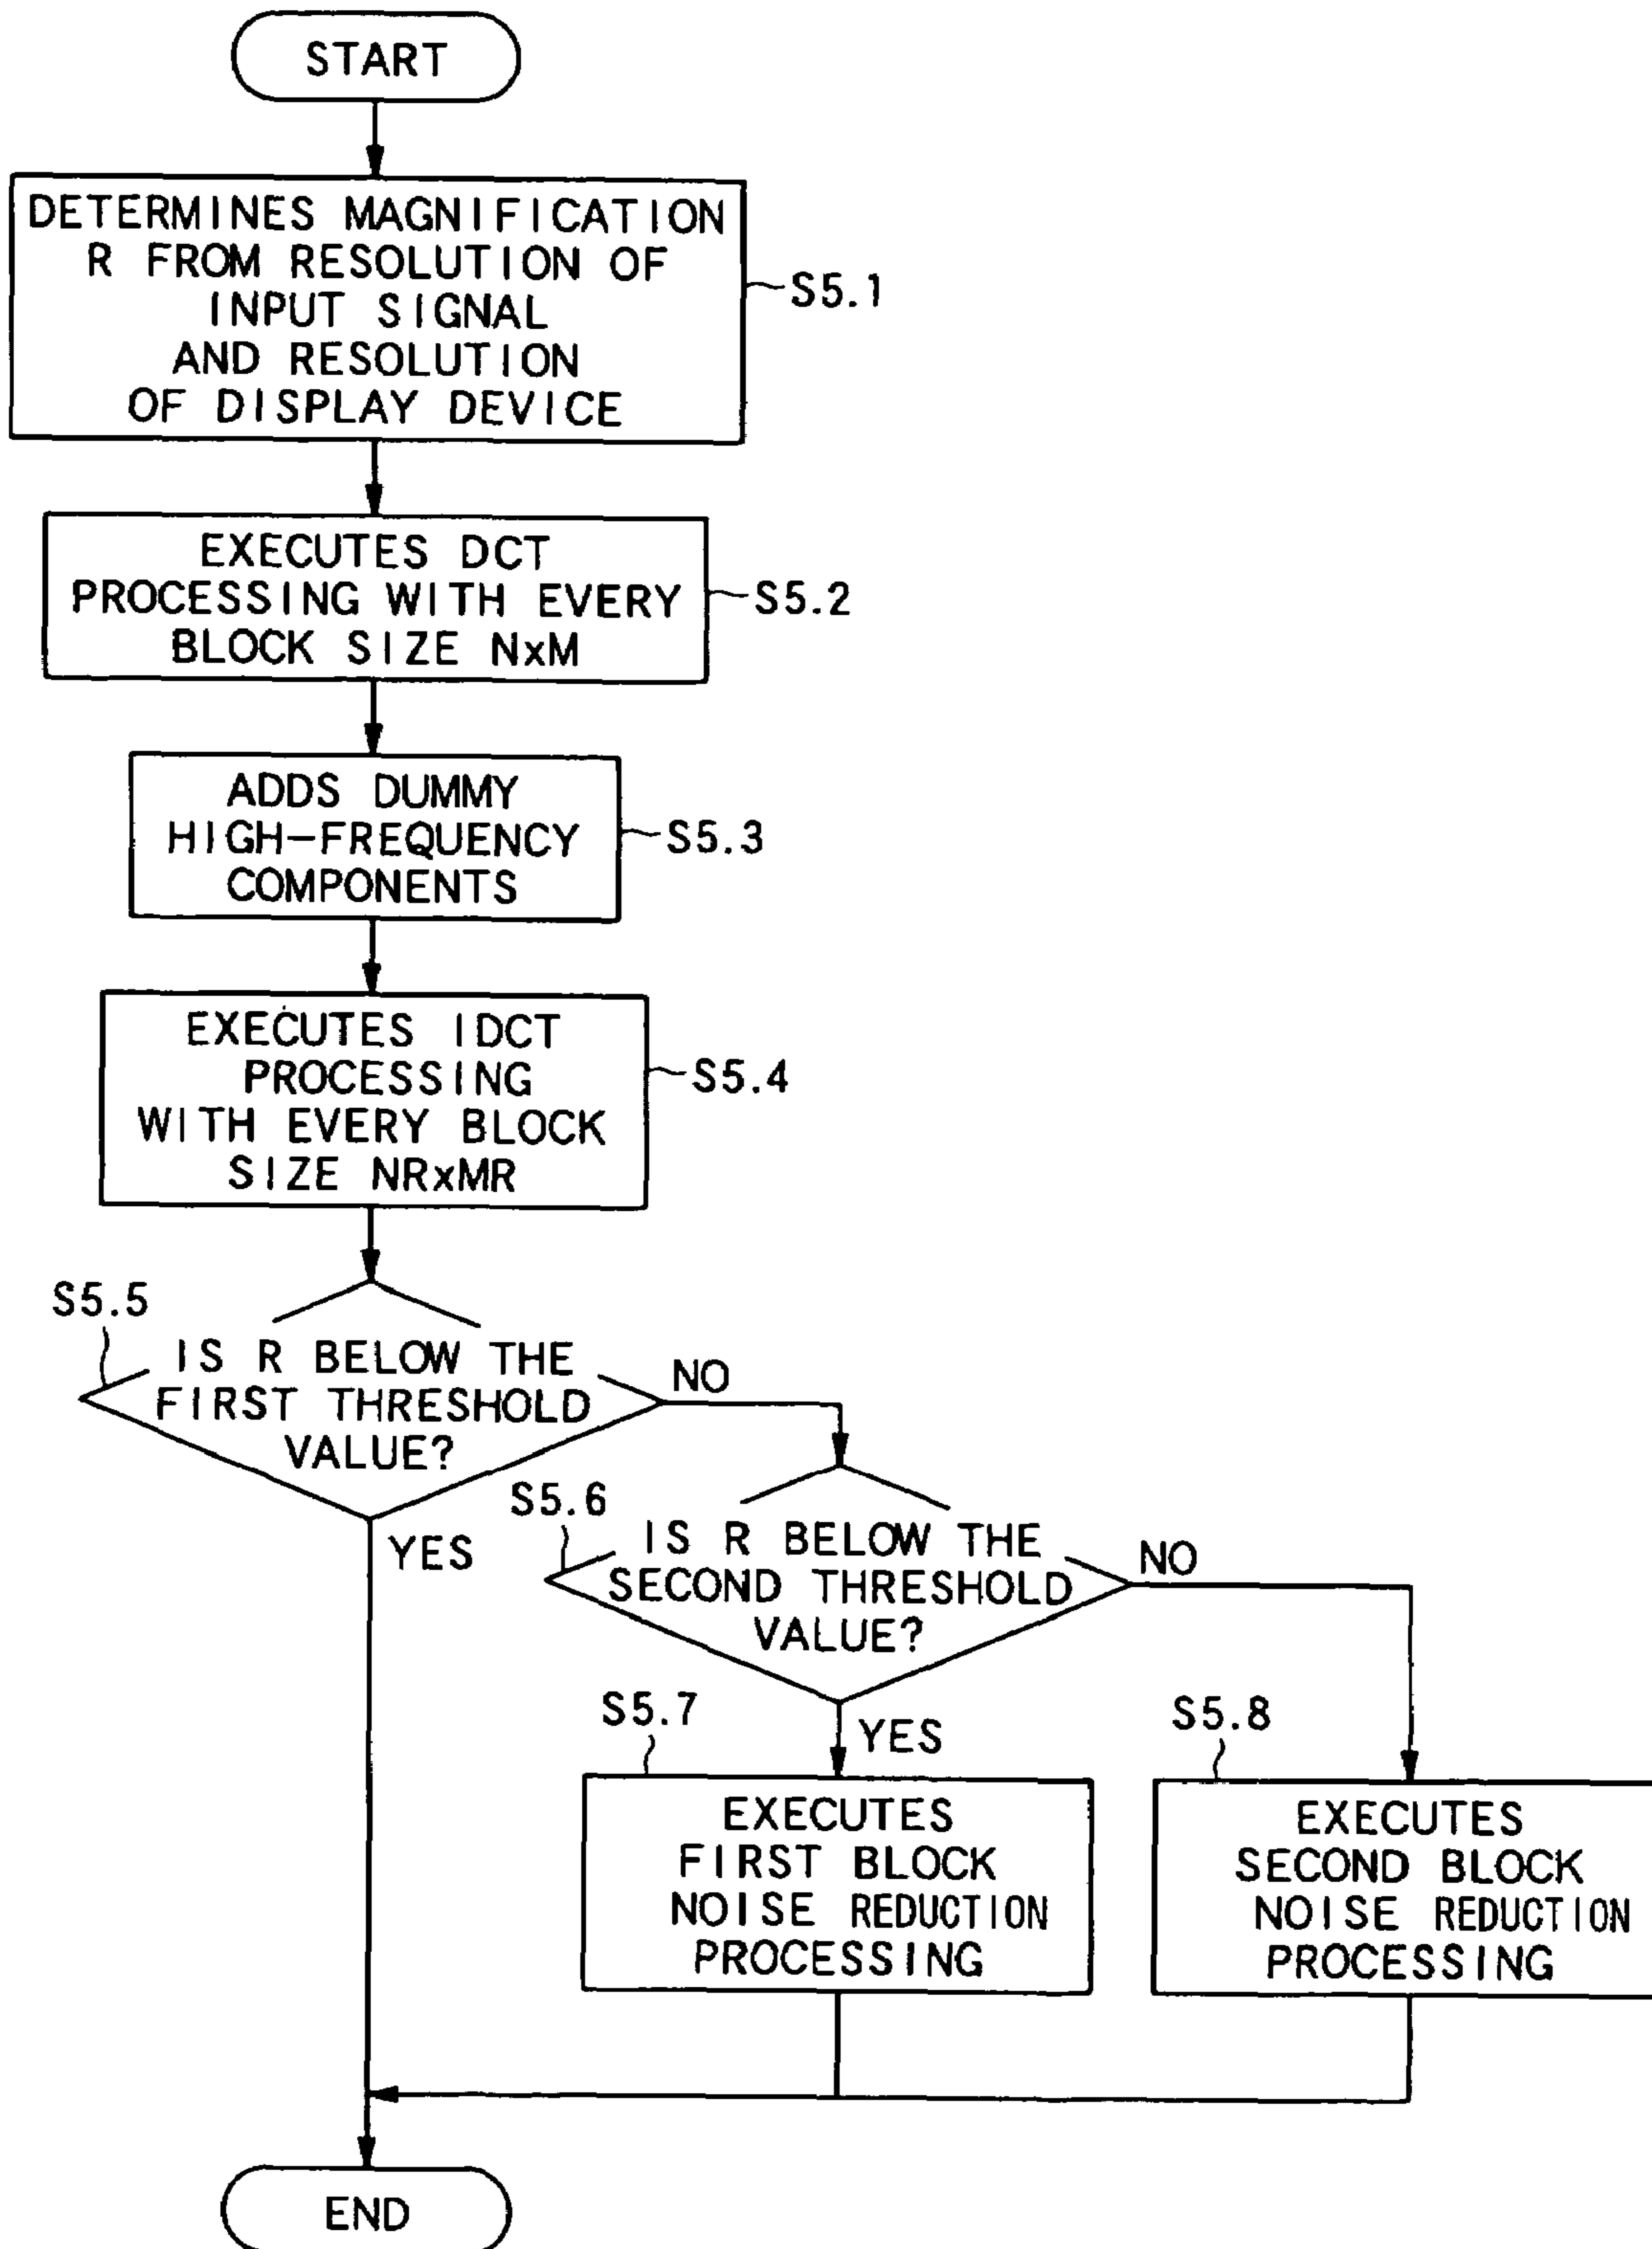 START
DETERMINES MAGNIFICATION
R FROM RESOLUTION OF
INPUT SIGNAL
AND RESOLUTION
OF DISPLAY DEVICE
S5.1
EXECUTES DCT
PROCESSING WITH EVERY
BLOCK SIZE NxM
S5.2
ADDS DUMMY
HIGH-FREQUENCY
COMPONENTS
S5.3
EXECUTES IDCT
PROCESSING
WITH EVERY BLOCK
SIZE NRxMR
S5.4
S5.5
IS R BELOW THE
FIRST THRESHOLD
VALUE?
NO
YES
S5.6
IS R BELOW THE
SECOND THRESHOLD
VALUE?
NO
YES
S5.7
EXECUTES
FIRST BLOCK
NOISE REDUCTION
PROCESSING
S5.8
EXECUTES
SECOND BLOCK
NOISE REDUCTION
PROCESSING
END